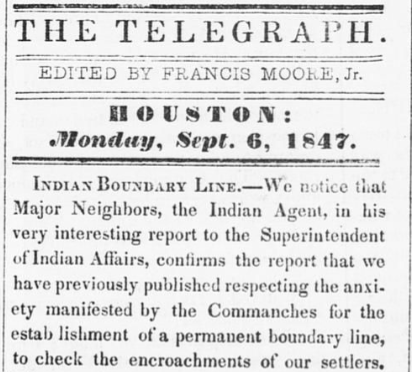 THE TELEGRAPH.
EDITED BY FRANCIS MOORE, Jr.
HOUSTON:
Monday, Sept. 6, 1847.
INDIAN BOUNDARY LINE.—We notice that
Major Neighbors, the Indian Agent, in his
very interesting report to the Superintendent
of Indian Affairs, confirms the report that we
have previously published respecting the anxi-
ety manifested by the Commanches for the
estab lishment of a permanent boundary line,
to check the encroachments of our settlers.